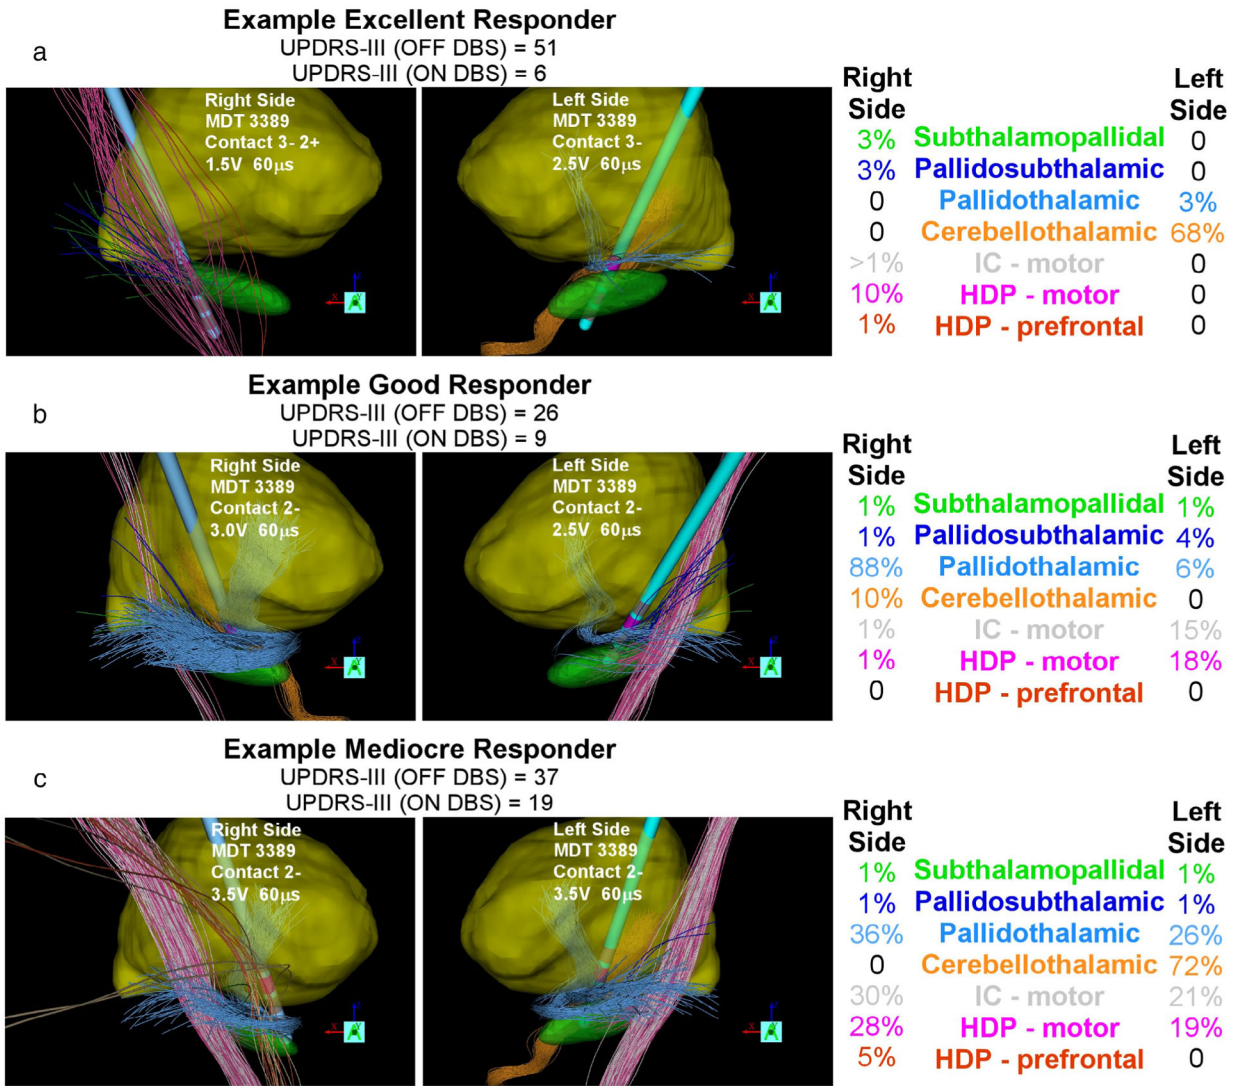 Example Excellent Responder
a
UPDRS-III (OFF DBS) = 51
UPDRS-III (ON DBS) = 6
Right Side
MDT 3389
Contact 3- 2+
1.5V 60µs
Left Side
MDT 3389
Contact 3-
2.5V 60µs
Right Side
Left Side
3% Subthalamopallidal 0
3% Pallidosubthalamic 0
0 Pallidothalamic 3%
0 Cerebellothalamic 68%
>1% IC - motor 0
10% HDP - motor 0
1% HDP - prefrontal 0
X
Z
X
Z
Example Good Responder
b
UPDRS-III (OFF DBS) = 26
UPDRS-III (ON DBS) = 9
Right Side
MDT 3389
Contact 2-
3.0V 60µs
Left Side
MDT 3389
Contact 2-
2.5V 60µs
Right Side
Left Side
1% Subthalamopallidal 1%
1% Pallidosubthalamic 4%
88% Pallidothalamic 6%
10% Cerebellothalamic 0
1% IC - motor 15%
1% HDP - motor 18%
0 HDP - prefrontal 0
X
Z
X
Z
Example Mediocre Responder
c
UPDRS-III (OFF DBS) = 37
UPDRS-III (ON DBS) = 19
Right Side
MDT 3389
Contact 2-
3.5V 60µs
Left Side
MDT 3389
Contact 2-
3.5V 60µs
Right Side
Left Side
1% Subthalamopallidal 1%
1% Pallidosubthalamic 1%
36% Pallidothalamic 26%
0 Cerebellothalamic 72%
30% IC - motor 21%
28% HDP - motor 19%
5% HDP - prefrontal 0
X
Z
X
Z